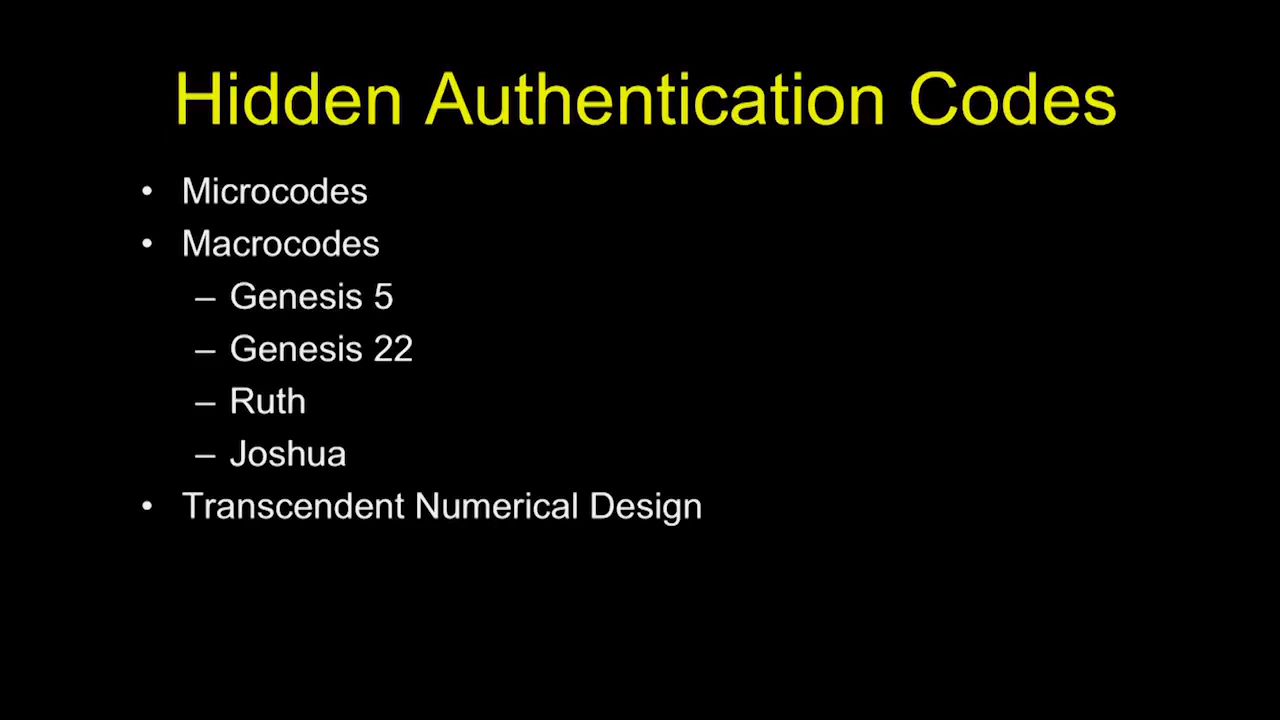 Hidden Authentication Codes
• Microcodes
• Macrocodes
– Genesis 5
– Genesis 22
– Ruth
– Joshua
• Transcendent Numerical Design